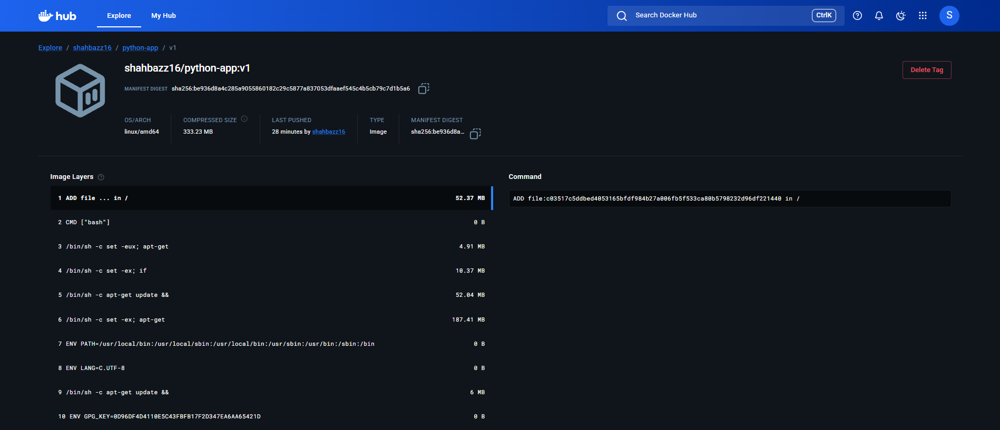 hub Explore My Hub Search Docker Hub CtrlK S
Explore / shahbazz16 / python-app / v1
shahbazz16/python-app:v1
Delete Tag
MANIFEST DIGEST sha256:be936d8a4c285a9055860182c29c5877a837053dfaaef545c4b5cb79c7d1b5a6
OS/ARCH COMPRESSED SIZE LAST PUSHED TYPE MANIFEST DIGEST
linux/amd64 333.23 MB 28 minutes by shahbazz16 Image sha256:be936d8a...
Image Layers
1 ADD file ... in / 52.37 MB
2 CMD ["bash"] 0 B
3 /bin/sh -c set -eux; apt-get 4.91 MB
4 /bin/sh -c set -ex; if 10.37 MB
5 /bin/sh -c apt-get update && 52.04 MB
6 /bin/sh -c set -ex; apt-get 187.41 MB
7 ENV PATH=/usr/local/bin:/usr/local/sbin:/usr/local/bin:/usr/sbin:/usr/bin:/sbin:/bin 0 B
8 ENV LANG=C.UTF-8 0 B
9 /bin/sh -c apt-get update && 6 MB
10 ENV GPG_KEY=0D96DF4D4110E5C43FBFB17F2D347EA6AA65421D 0 B
Command
ADD file:c03517c5ddbed4053165bfdf984b27a006fb5f533ca80b5798232d96df221440 in /